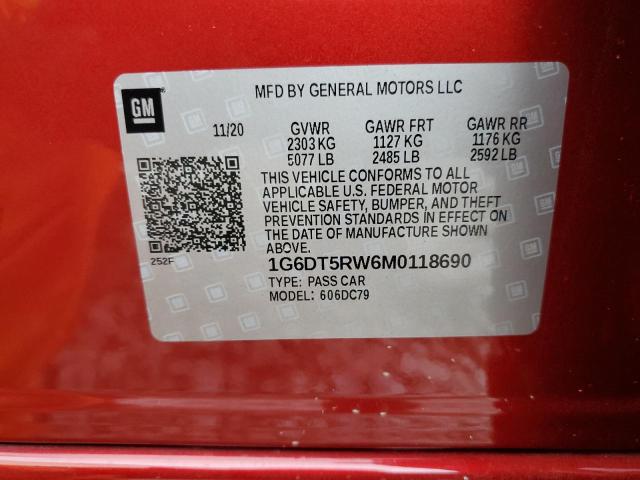 MFD BY GENERAL MOTORS LLC
GM
11/20 GVWR GAWR FRT GAWR RR
2303 KG 1127 KG 1176 KG
5077 LB 2485 LB 2592 LB
THIS VEHICLE CONFORMS TO ALL
APPLICABLE U.S. FEDERAL MOTOR
VEHICLE SAFETY, BUMPER, AND THEFT
PREVENTION STANDARDS IN EFFECT ON
THE DATE OF MANUFACTURE SHOWN
ABOVE.
252F
1G6DT5RW6M0118690
TYPE: PASS CAR
MODEL: 606DC79